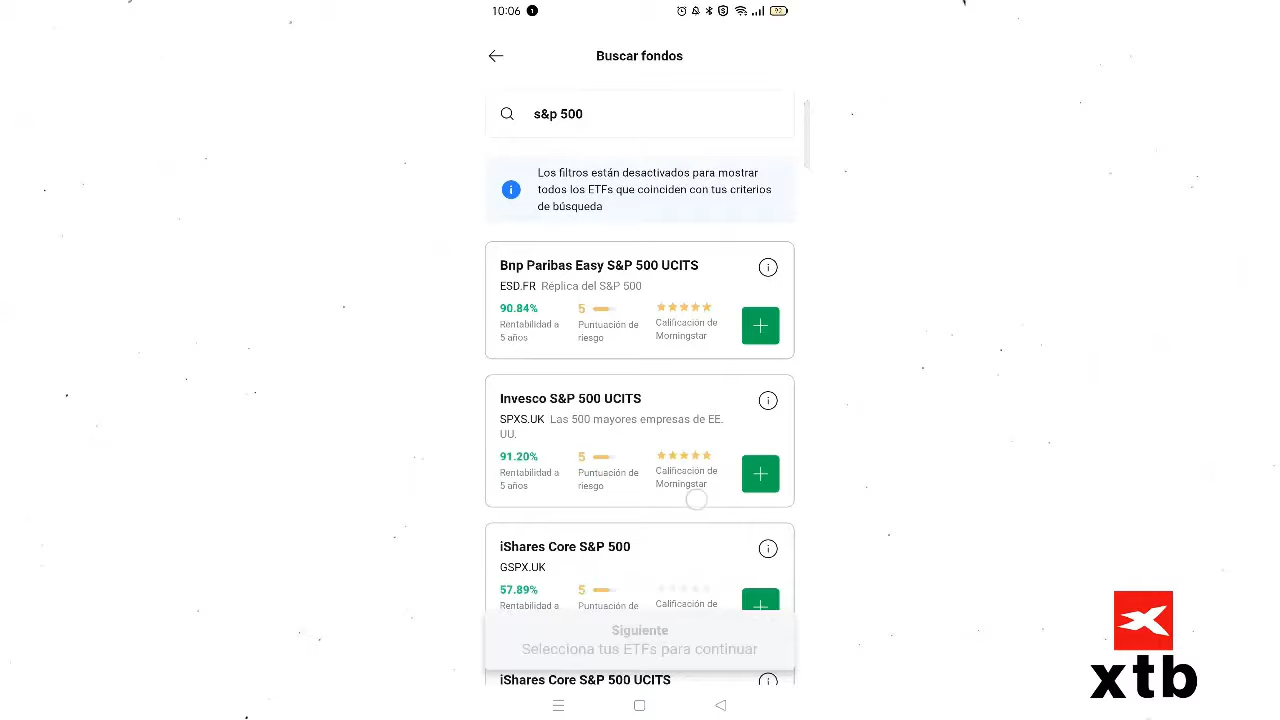 10:06 1
92
Buscar fondos
s&p 500
Los filtros están desactivados para mostrar
todos los ETFs que coinciden con tus criterios
de búsqueda
Bnp Paribas Easy S&P 500 UCITS
ESD.FR Réplica del S&P 500
90.84% 5
Rentabilidad a Puntuación de Calificación de
5 años riesgo Morningstar
Invesco S&P 500 UCITS
SPXS.UK Las 500 mayores empresas de EE.
UU.
91.20% 5
Rentabilidad a Puntuación de Calificación de
5 años riesgo Morningstar
iShares Core S&P 500
GSPX.UK
57.89% 5
Rentabilidad a Puntuación de Calificación de
Siguiente
Selecciona tus ETFs para continuar
iShares Core S&P 500 UCITS
xtb